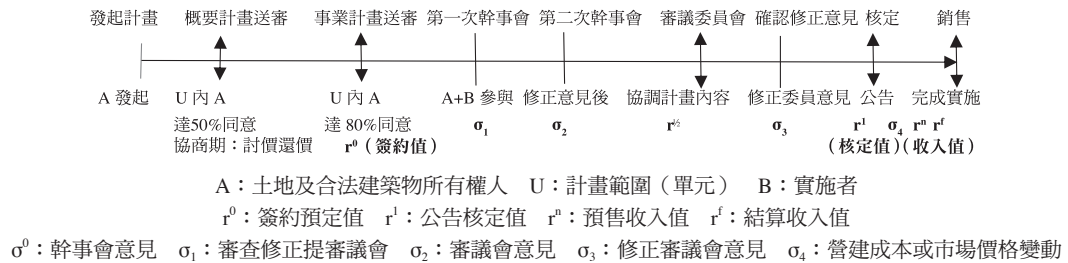 發起計畫 概要計畫送審 事業計畫送審 第一次幹事會 第二次幹事會 審議委員會 確認修正意見 核定 銷售
A 發起 U 內 A U 內 A A+B 參與 修正意見後 協調計畫內容 修正委員意見 公告 完成實施
達50%同意 達 80%同意 σ₁ σ₂ r^½ σ₃ r¹ σ₄ rⁿ r^f
協商期：討價還價 r⁰（簽約值） （核定值）（收入值）
A：土地及合法建築物所有權人 U：計畫範圍（單元） B：實施者
r⁰：簽約預定值 r¹：公告核定值 rⁿ：預售收入值 r^f：結算收入值
σ⁰：幹事會意見 σ₁：審查修正提審議會 σ₂：審議會意見 σ₃：修正審議會意見 σ₄：營建成本或市場價格變動